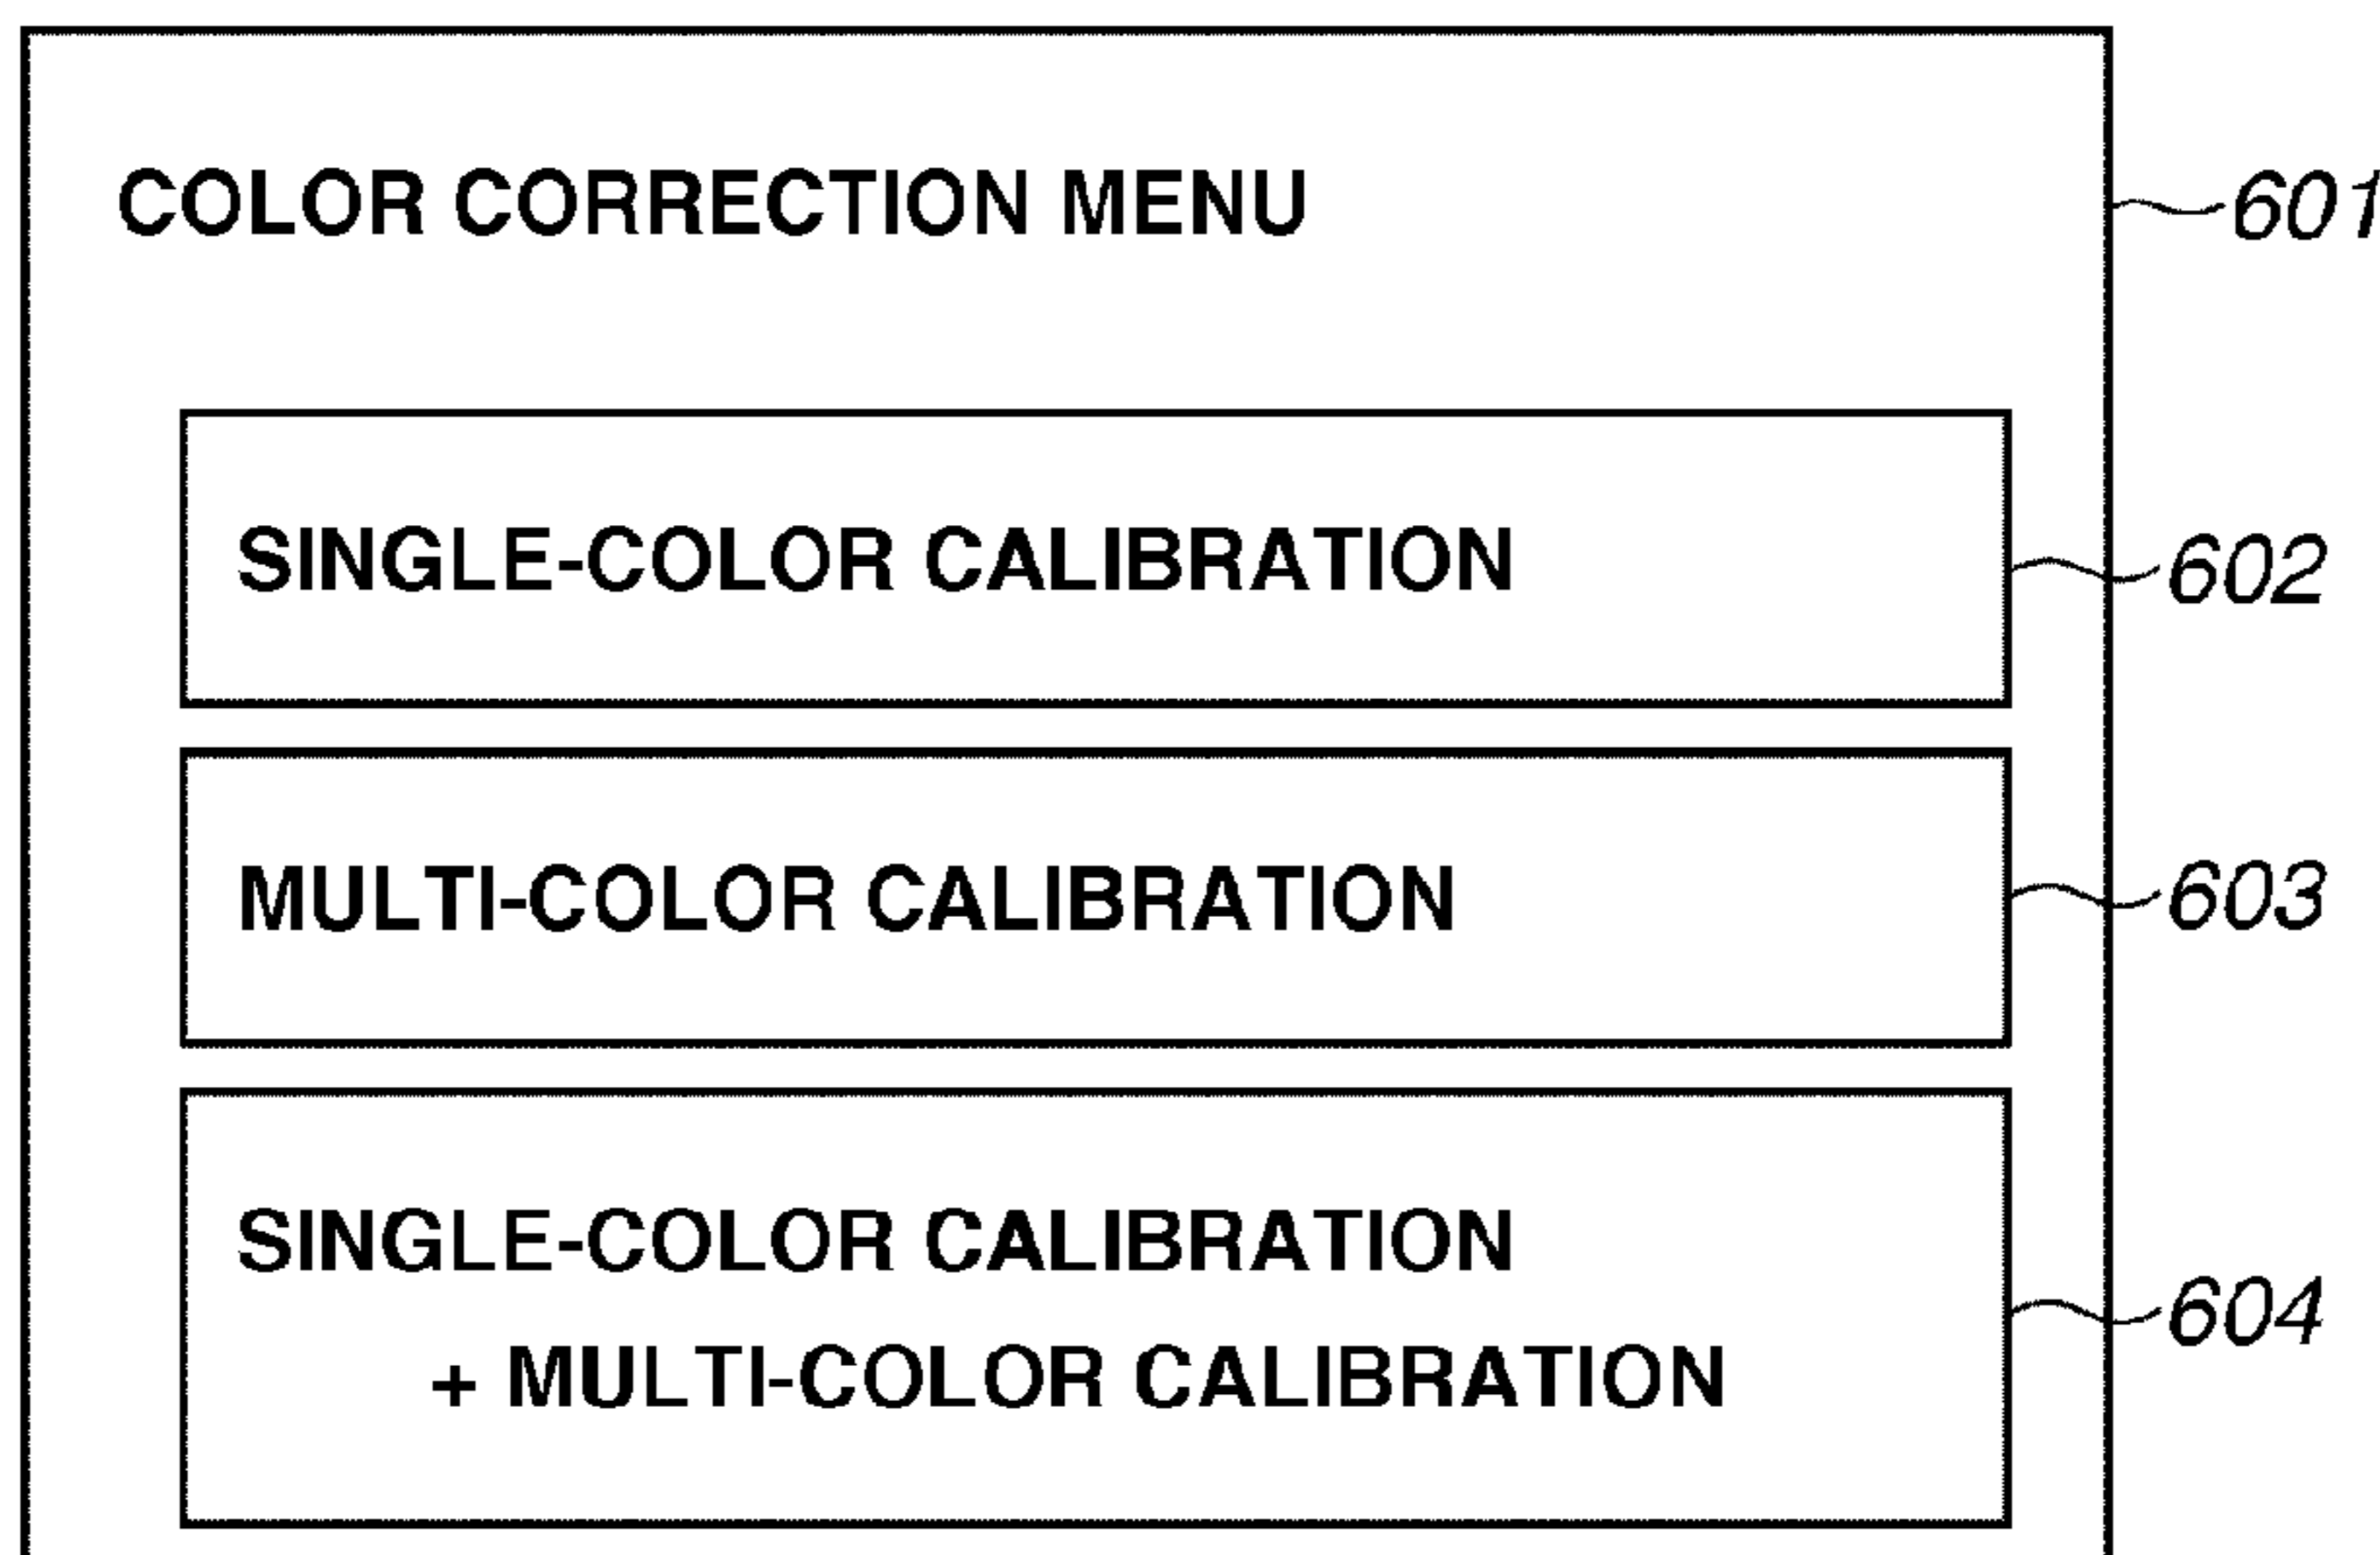 COLOR CORRECTION MENU
601
SINGLE-COLOR CALIBRATION
602
MULTI-COLOR CALIBRATION
603
SINGLE-COLOR CALIBRATION
+ MULTI-COLOR CALIBRATION
604